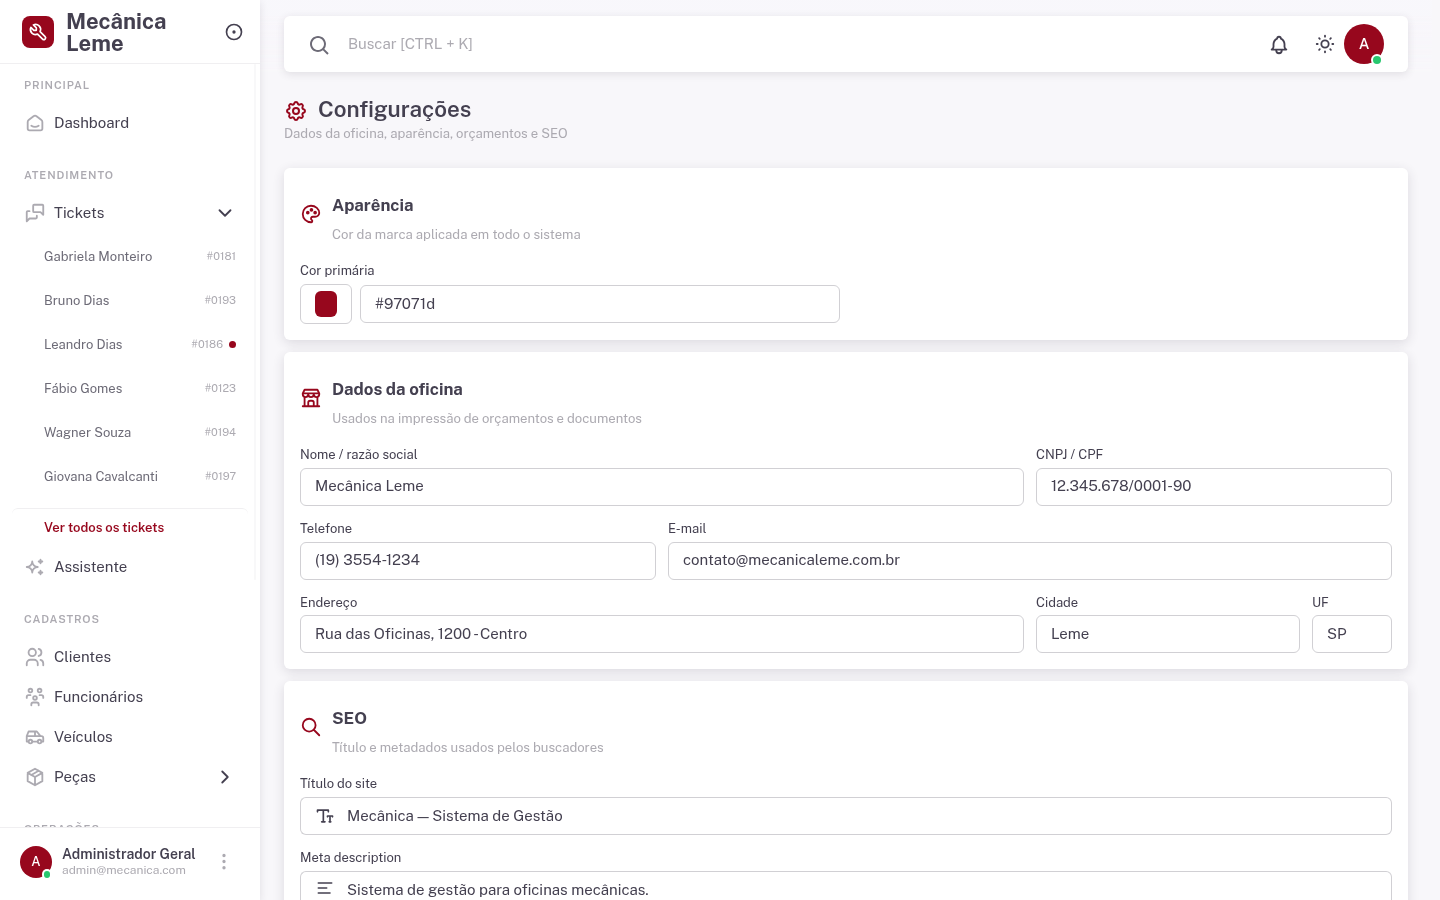 Mecânica
Leme
PRINCIPAL
Dashboard
ATENDIMENTO
Tickets
Gabriela Monteiro #0181
Bruno Dias #0193
Leandro Dias #0186
Fábio Gomes #0123
Wagner Souza #0194
Giovana Cavalcanti #0197
Ver todos os tickets
Assistente
CADASTROS
Clientes
Funcionários
Veículos
Peças
OPERAÇÕES
A
Administrador Geral
admin@mecanica.com
Buscar [CTRL + K]
A
Configurações
Dados da oficina, aparência, orçamentos e SEO
Aparência
Cor da marca aplicada em todo o sistema
Cor primária
#97071d
Dados da oficina
Usados na impressão de orçamentos e documentos
Nome / razão social CNPJ / CPF
Mecânica Leme 12.345.678/0001-90
Telefone E-mail
(19) 3554-1234 contato@mecanicaleme.com.br
Endereço Cidade UF
Rua das Oficinas, 1200 - Centro Leme SP
SEO
Título e metadados usados pelos buscadores
Título do site
Mecânica — Sistema de Gestão
Meta description
Sistema de gestão para oficinas mecânicas.